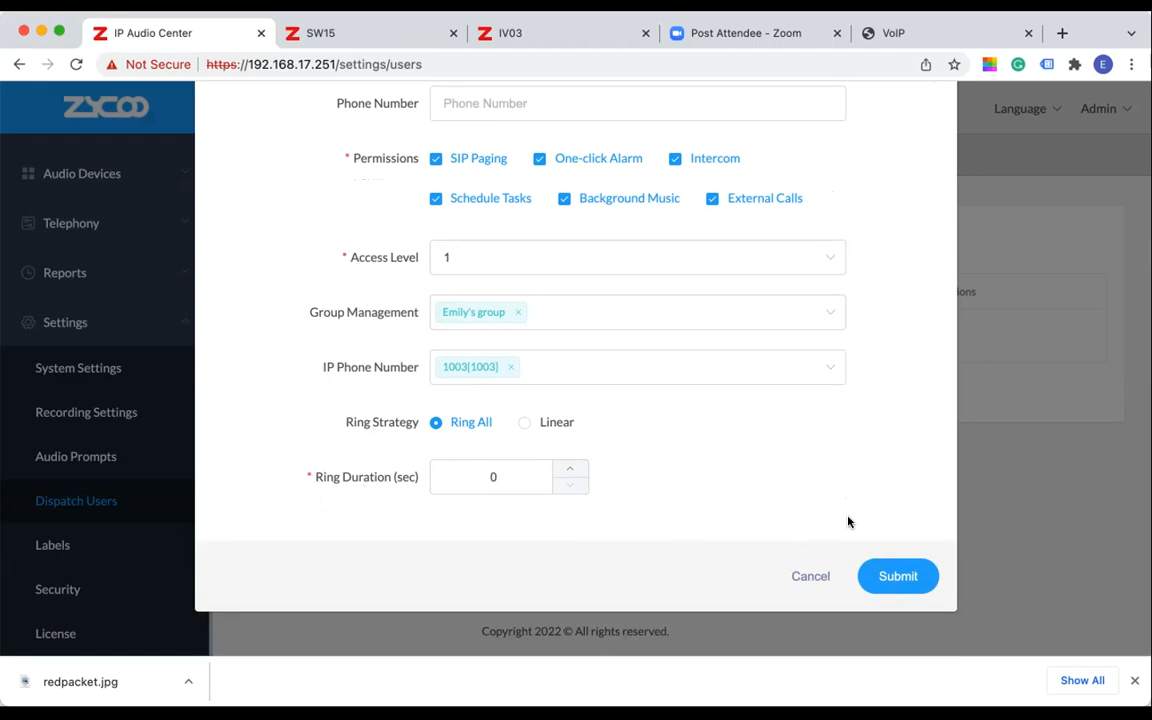 IP Audio Center
SW15
IV03
Post Attendee - Zoom
VoIP
Not Secure https://192.168.17.251/settings/users
E
ZYCOO
Language
Admin
Audio Devices
Telephony
Reports
Settings
System Settings
Recording Settings
Audio Prompts
Dispatch Users
Labels
Security
License
Phone Number Phone Number
* Permissions SIP Paging One-click Alarm Intercom
Schedule Tasks Background Music External Calls
* Access Level 1
Group Management Emily's group ×
IP Phone Number 1003[1003] ×
Ring Strategy Ring All Linear
* Ring Duration (sec) 0
Cancel Submit
ions
Copyright 2022 © All rights reserved.
redpacket.jpg
Show All